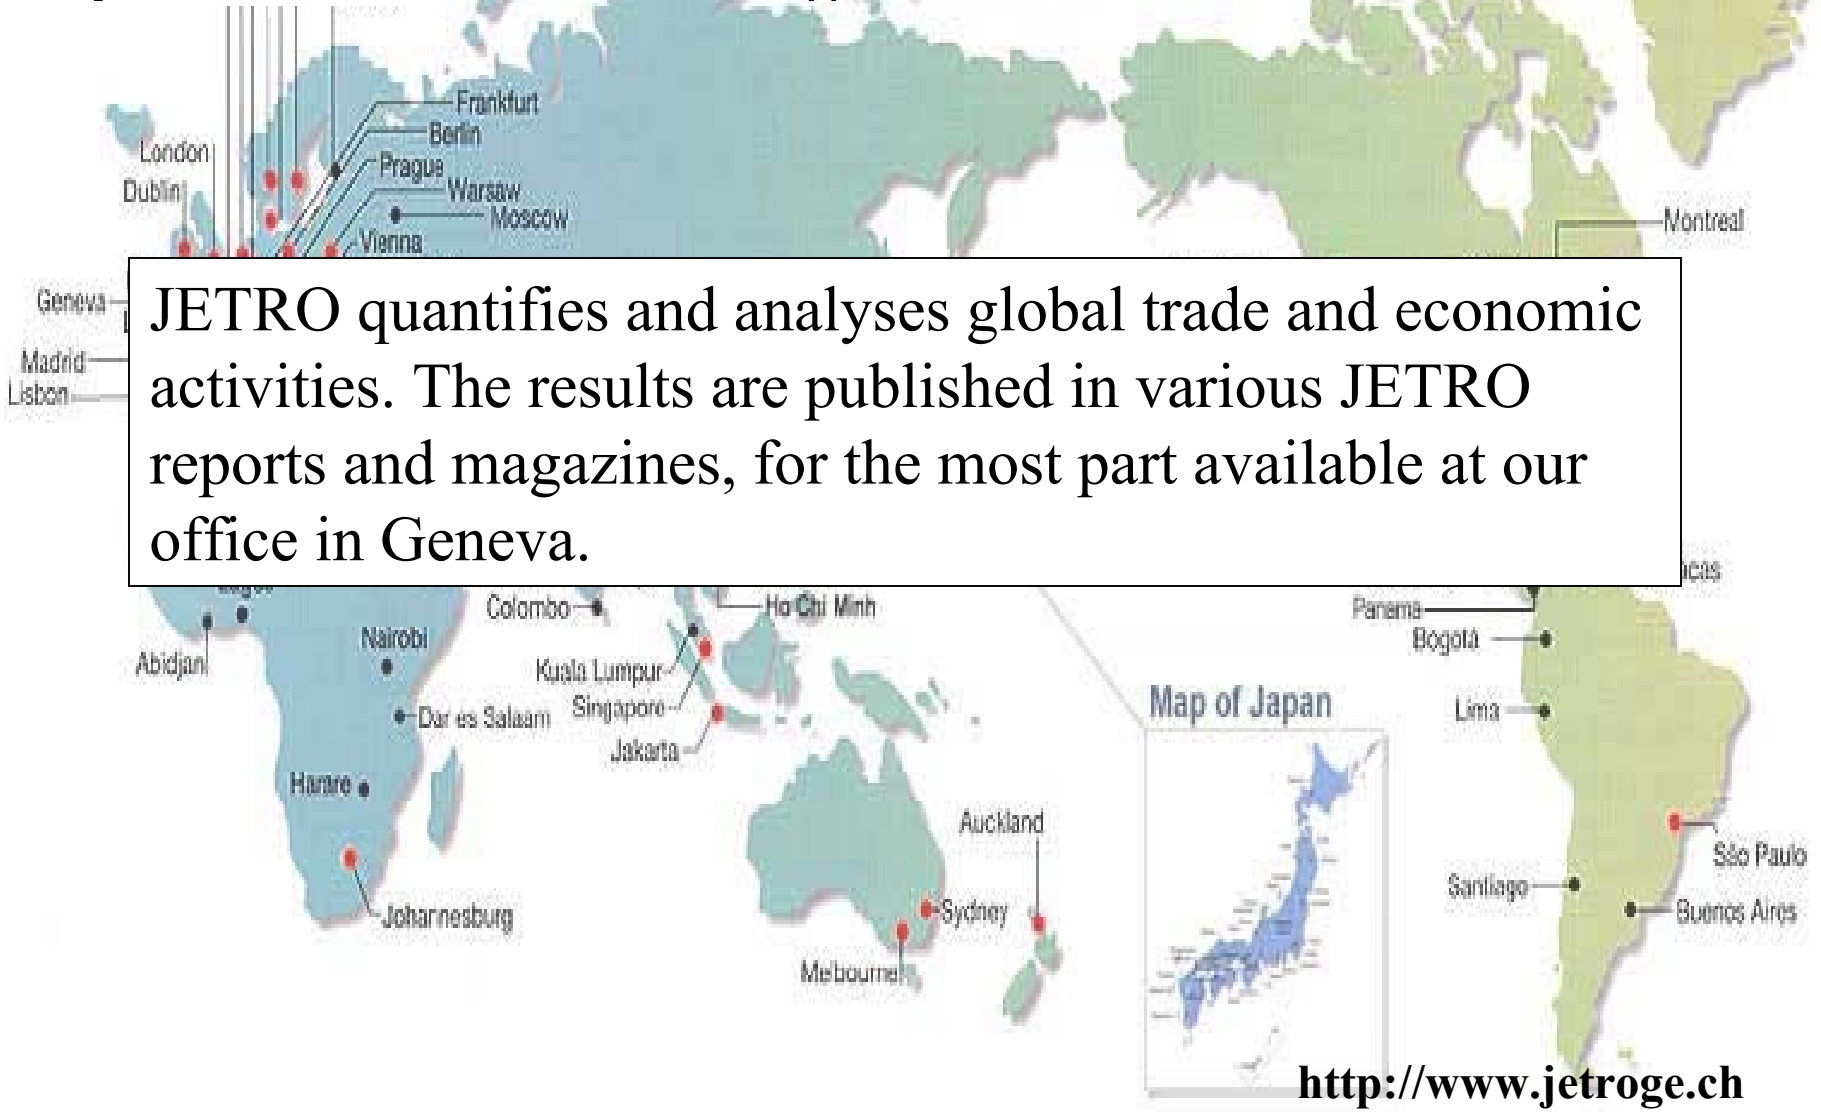 Frankfurt
Berlin
London
Prague
Dublin
Warsaw
Moscow
Montreal
Vienna
Geneva
JETRO quantifies and analyses global trade and economic
activities. The results are published in various JETRO
reports and magazines, for the most part available at our
office in Geneva.
Madrid
Lisbon
Colombo
Ho Chi Minh
Panama
Nairobi
Bogotá
Abidjan
Kuala Lumpur
Singapore
Map of Japan
Lima
Dar es Salaam
Jakarta
Harare
Auckland
São Paulo
Santiago
Johannesburg
Sydney
Buenos Aires
Melbourne
http://www.jetroge.ch